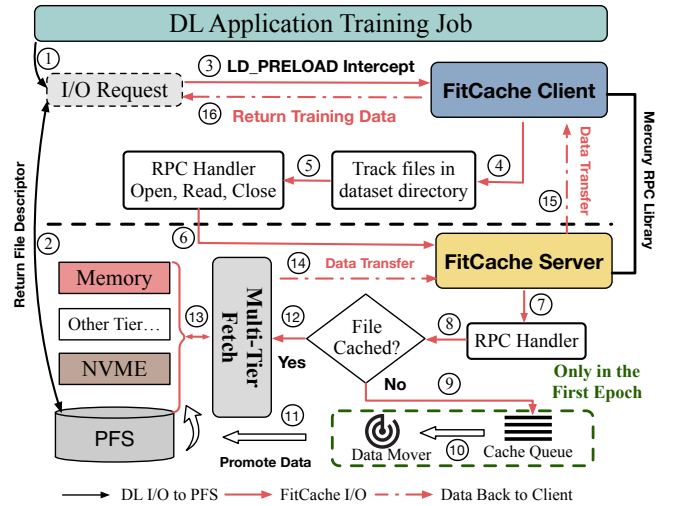 DL Application Training Job
①
I/O Request
③ LD_PRELOAD Intercept
⑯ Return Training Data
FitCache Client
Mercury RPC Library
RPC Handler
Open, Read, Close
⑤
Track files in
dataset directory
④
Data Transfer
⑮
Return File Descriptor
②
⑥
⑭ Data Transfer
FitCache Server
Memory
Other Tier…
NVME
PFS
⑬
Multi-Tier
Fetch
⑫
Yes
File
Cached?
⑧
⑦
RPC Handler
No
⑨
Only in the
First Epoch
⑪
Promote Data
Data Mover
⑩
Cache Queue
DL I/O to PFS
FitCache I/O
Data Back to Client